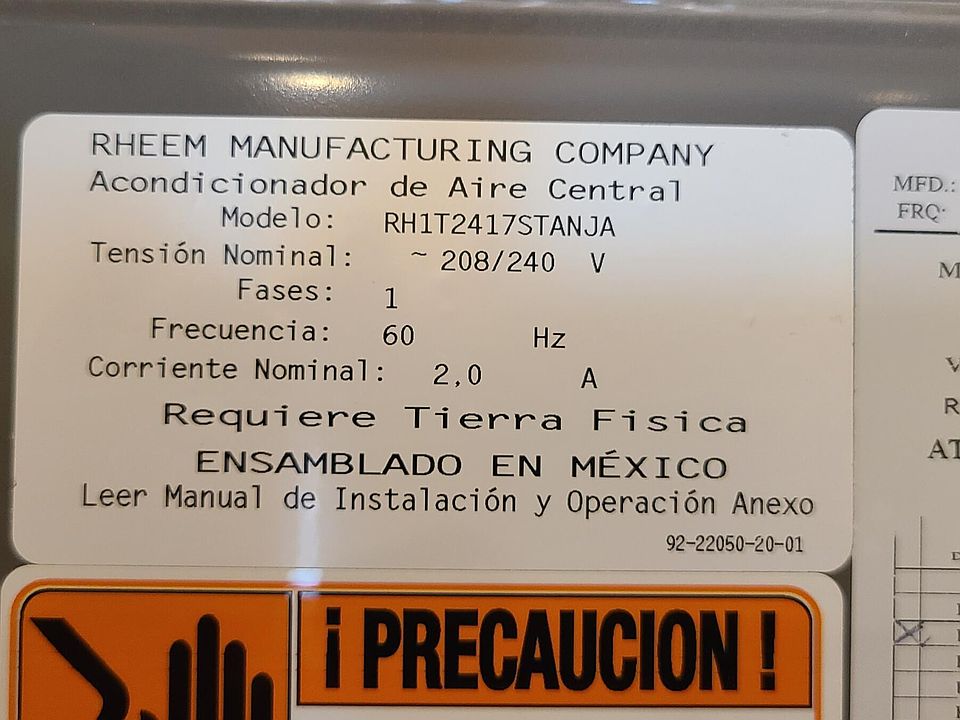 RHEEM MANUFACTURING COMPANY
Acondicionador de Aire Central
Modelo: RH1T2417STANJA
Tensión Nominal: ~ 208/240 V
Fases: 1
Frecuencia: 60 Hz
Corriente Nominal: 2,0 A
Requiere Tierra Fisica
ENSAMBLADO EN MÉXICO
Leer Manual de Instalación y Operación Anexo
92-22050-20-01
¡ PRECAUCION !
MFD.:
FRQ.